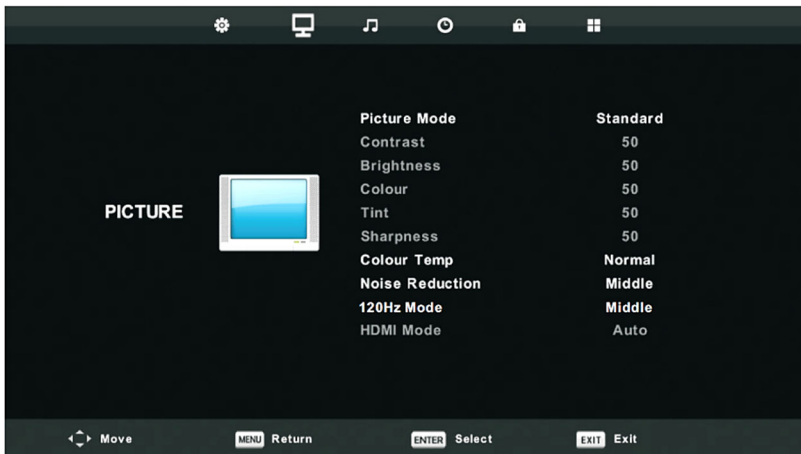 Picture Mode Standard
Contrast 50
Brightness 50
Colour 50
PICTURE
Tint 50
Sharpness 50
Colour Temp Normal
Noise Reduction Middle
120Hz Mode Middle
HDMI Mode Auto
Move MENU Return ENTER Select EXIT Exit